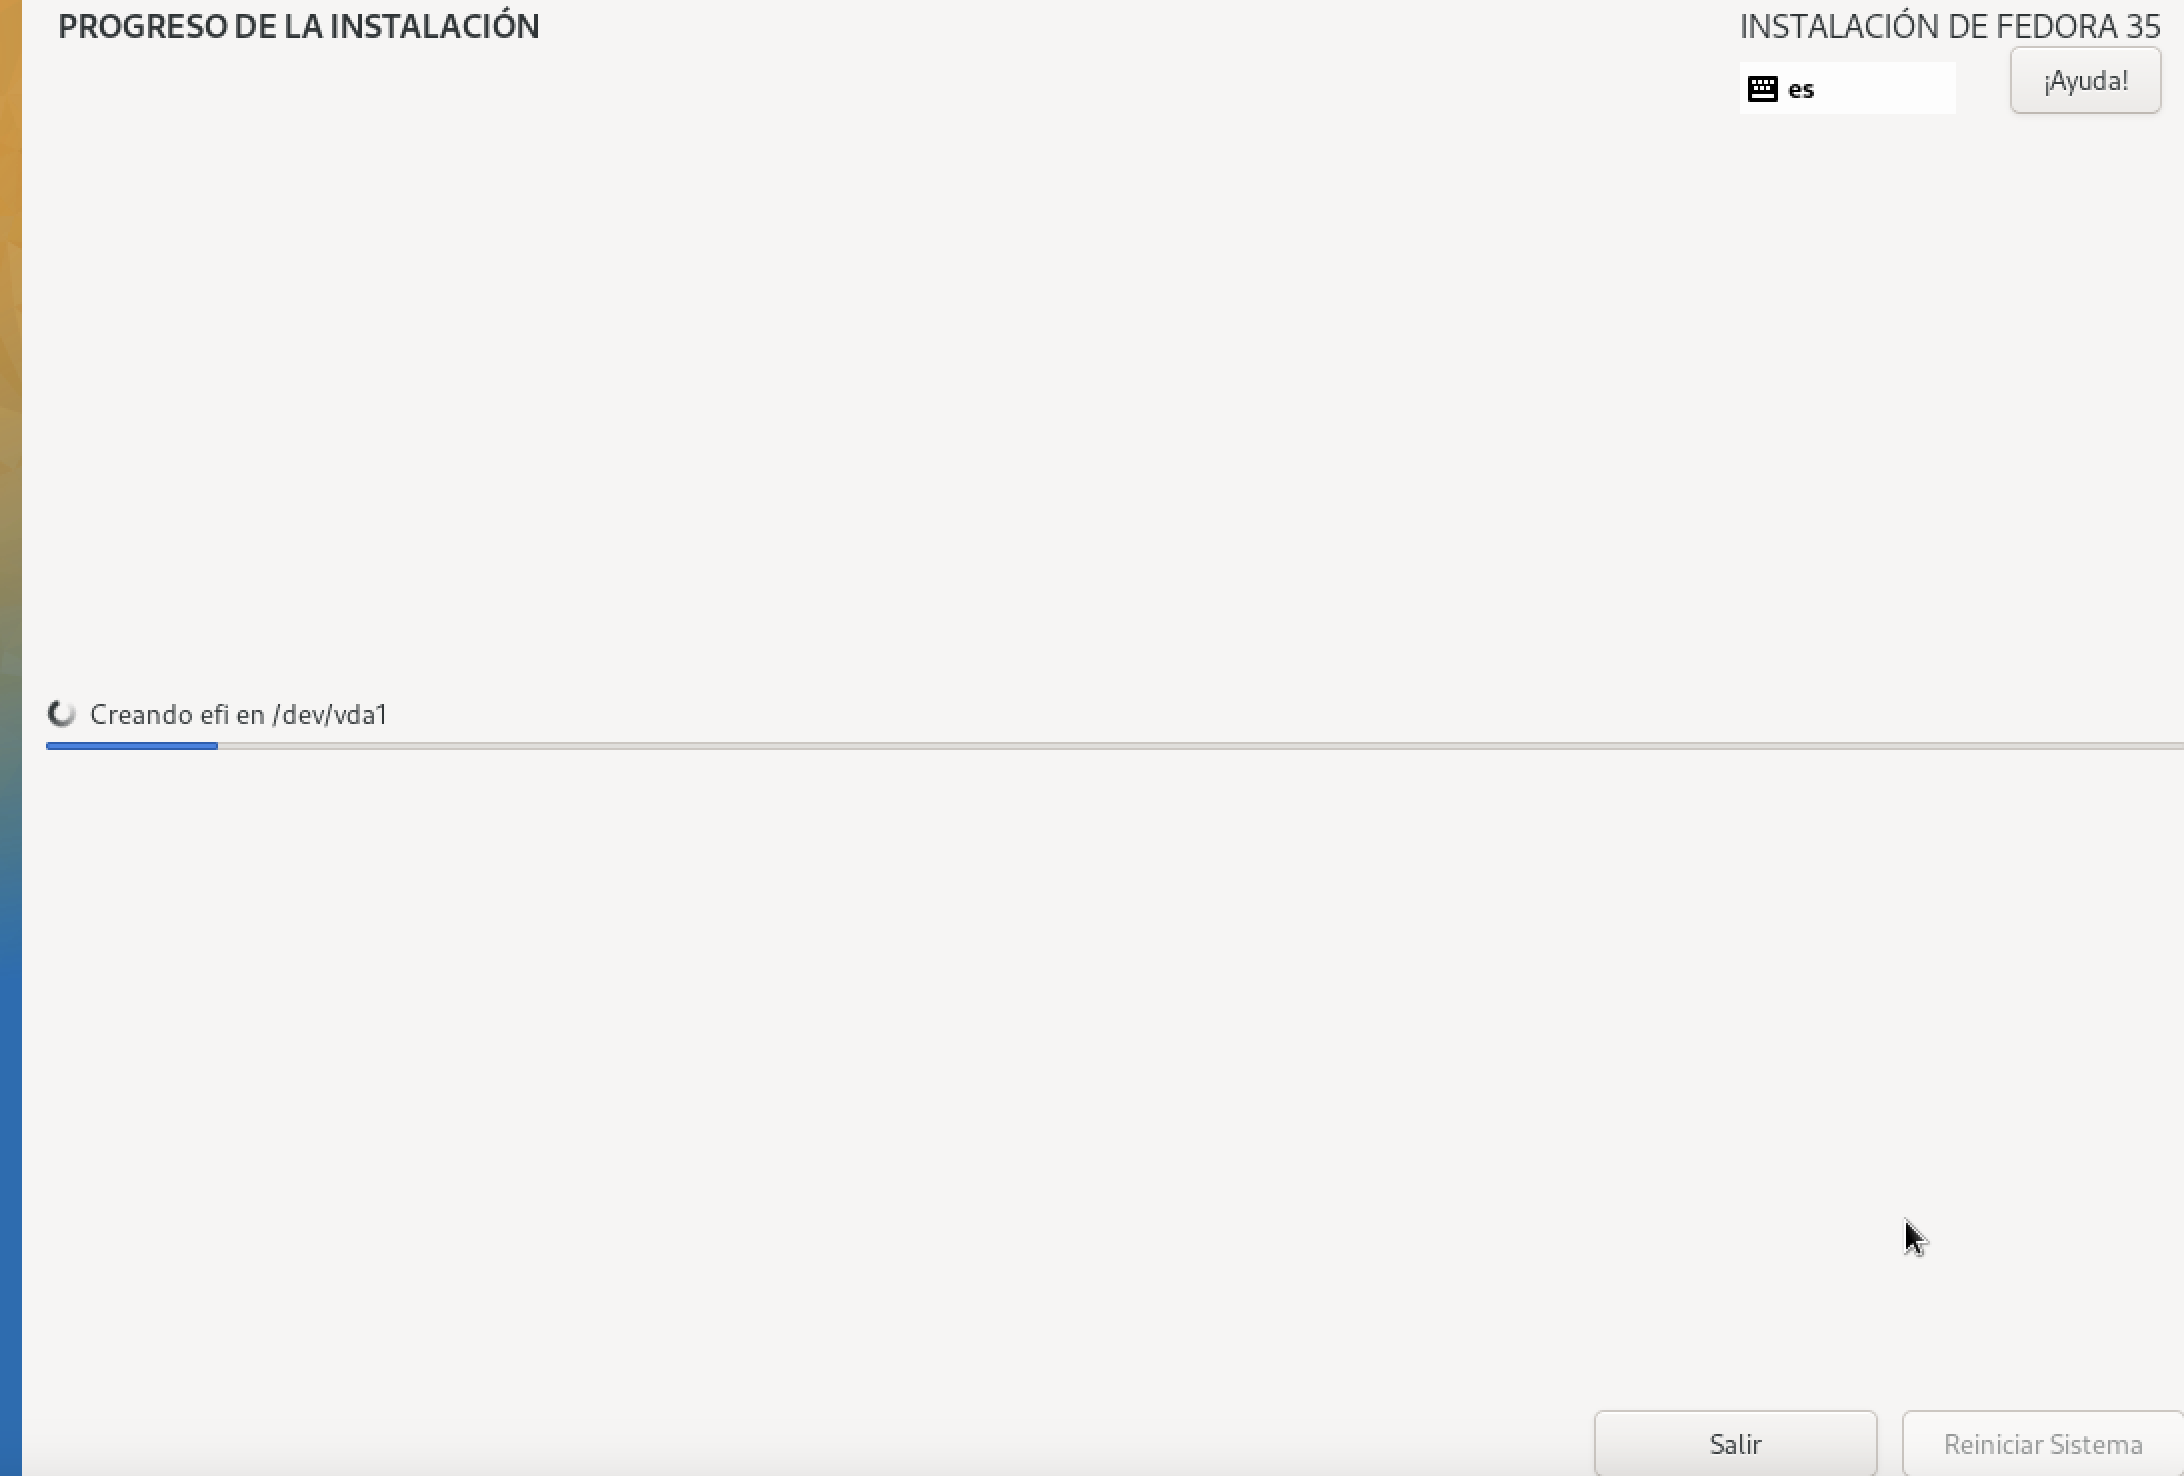 PROGRESO DE LA INSTALACIÓN
INSTALACIÓN DE FEDORA 35
es
¡Ayuda!
Creando efi en /dev/vda1
Salir
Reiniciar Sistema